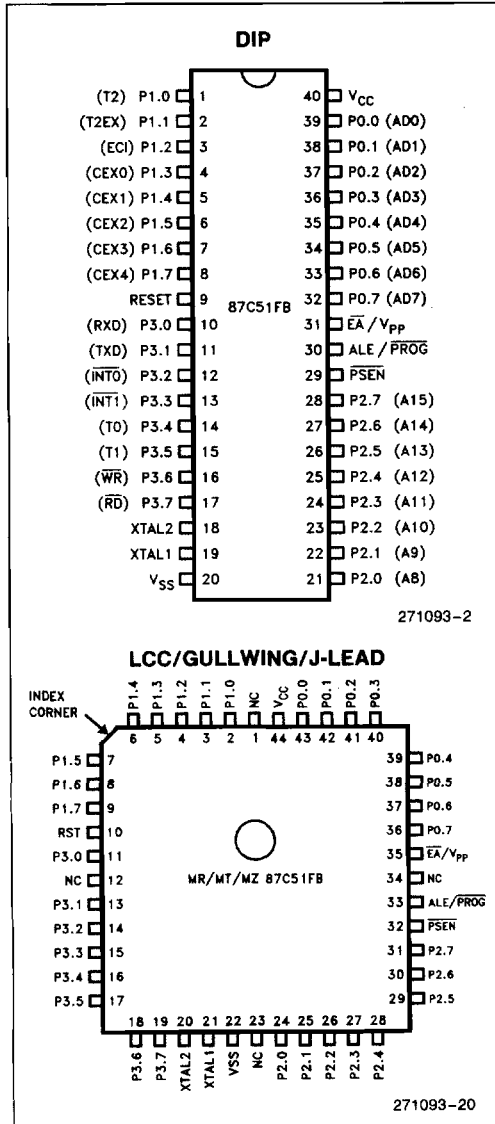 DIP
(T2) P1.0 1 40 VCC
(T2EX) P1.1 2 39 P0.0 (AD0)
(ECI) P1.2 3 38 P0.1 (AD1)
(CEX0) P1.3 4 37 P0.2 (AD2)
(CEX1) P1.4 5 36 P0.3 (AD3)
(CEX2) P1.5 6 35 P0.4 (AD4)
(CEX3) P1.6 7 34 P0.5 (AD5)
(CEX4) P1.7 8 33 P0.6 (AD6)
RESET 9 32 P0.7 (AD7)
87C51FB
(RXD) P3.0 10 31 E̅A̅/VPP
(TXD) P3.1 11 30 ALE/P̅R̅O̅G̅
(I̅N̅T̅0̅) P3.2 12 29 P̅S̅E̅N̅
(I̅N̅T̅1̅) P3.3 13 28 P2.7 (A15)
(T0) P3.4 14 27 P2.6 (A14)
(T1) P3.5 15 26 P2.5 (A13)
(W̅R̅) P3.6 16 25 P2.4 (A12)
(R̅D̅) P3.7 17 24 P2.3 (A11)
XTAL2 18 23 P2.2 (A10)
XTAL1 19 22 P2.1 (A9)
VSS 20 21 P2.0 (A8)
271093-2
LCC/GULLWING/J-LEAD
INDEX
CORNER
P1.4 P1.3 P1.2 P1.1 P1.0 NC VCC P0.0 P0.1 P0.2 P0.3
6 5 4 3 2 1 44 43 42 41 40
P1.5 7 39 P0.4
P1.6 8 38 P0.5
P1.7 9 37 P0.6
RST 10 36 P0.7
P3.0 11 35 E̅A̅/VPP
NC 12 34 NC
MR/MT/MZ 87C51FB
P3.1 13 33 ALE/P̅R̅O̅G̅
P3.2 14 32 P̅S̅E̅N̅
P3.3 15 31 P2.7
P3.4 16 30 P2.6
P3.5 17 29 P2.5
18 19 20 21 22 23 24 25 26 27 28
P3.6 P3.7 XTAL2 XTAL1 VSS NC P2.0 P2.1 P2.2 P2.3 P2.4
271093-20